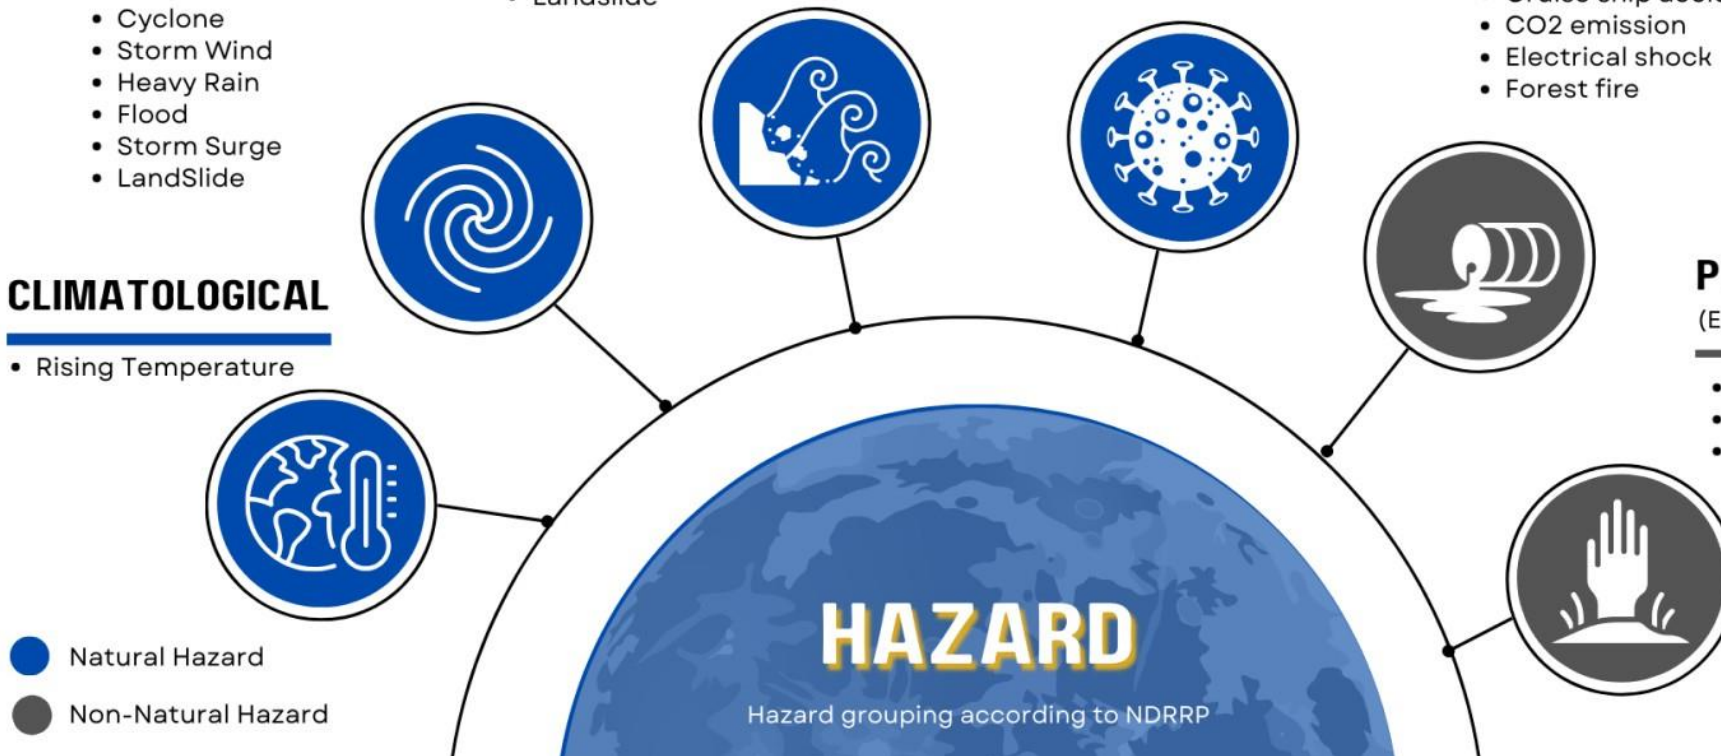 Cyclone
Storm Wind
Heavy Rain
Flood
Storm Surge
LandSlide
Landslide
CO2 emission
Electrical shock
Forest fire
CLIMATOLOGICAL
Rising Temperature
P
(E
HAZARD
Hazard grouping according to NDRRP
Natural Hazard
Non-Natural Hazard